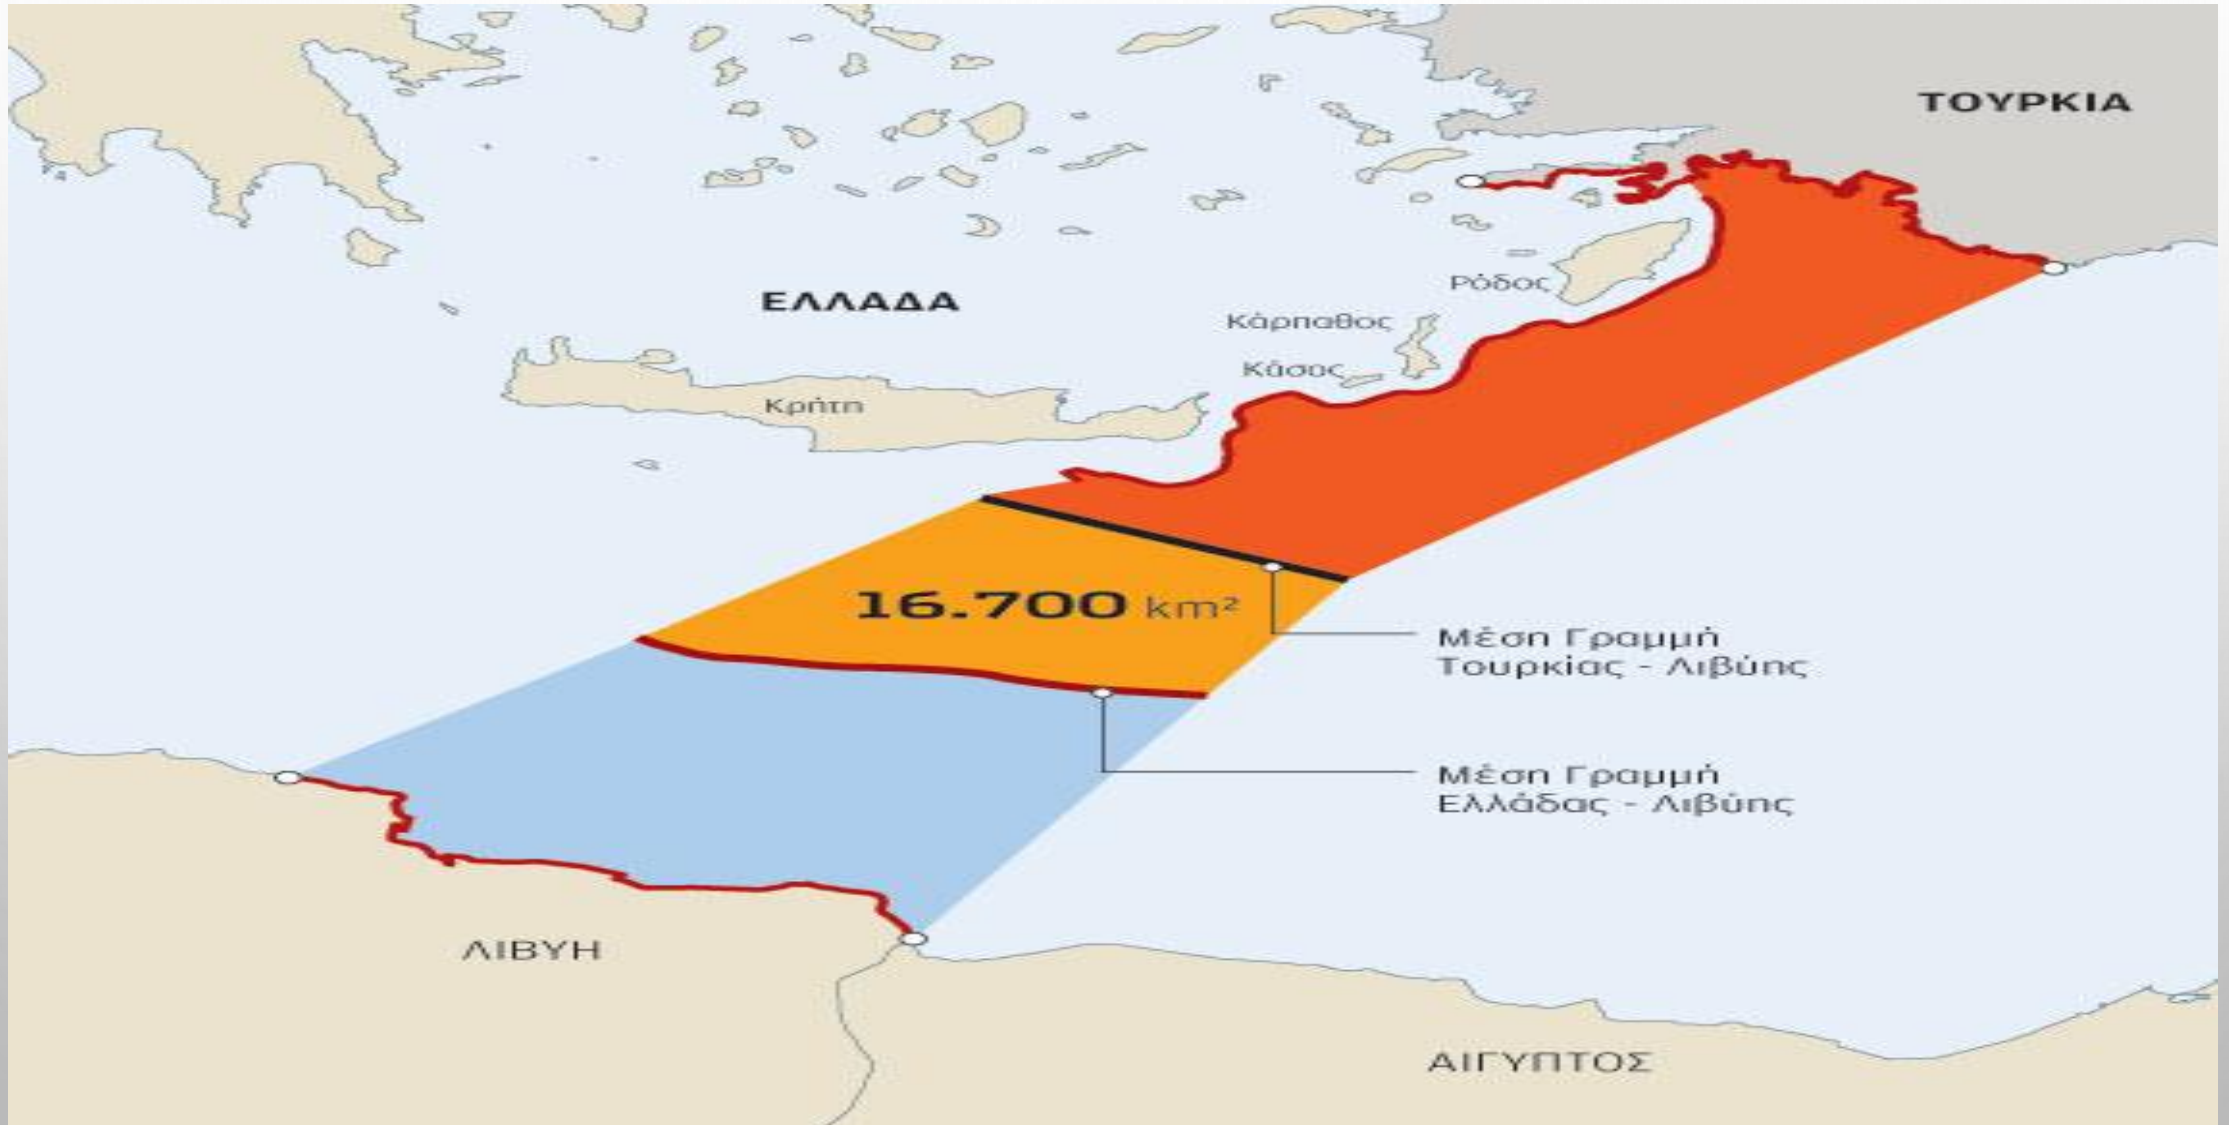 ΤΟΥΡΚΙΑ
Ρόδος
ΕΛΛΑΔΑ
Κάρπαθος
Κάσος
Κρήτη
16.700 km²
Μέση Γραμμή
Τουρκίας - Λιβύης
Μέση Γραμμή
Ελλάδας - Λιβύης
ΛΙΒΥΗ
ΑΙΓΥΠΤΟΣ